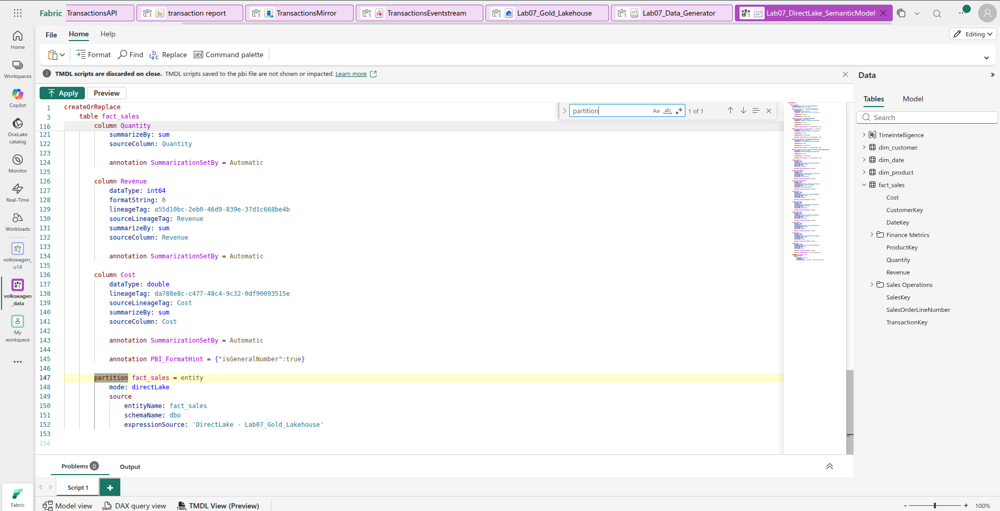 Fabric
TransactionsAPI
transaction report
TransactionsMirror
TransactionsEventstream
Lab07_Gold_Lakehouse
Lab07_Data_Generator
Lab07_DirectLake_SemanticModel
File
Home
Help
Editing
Format
Find
Replace
Command palette
TMDL scripts are discarded on close. TMDL scripts saved to the pbi file are not shown or impacted. Learn more
Apply
Preview
partition
Aa
ab
1 of 1
1 createOrReplace
3 table fact_sales
116 column Quantity
121 summarizeBy: sum
122 sourceColumn: Quantity
123
124 annotation SummarizationSetBy = Automatic
125
126 column Revenue
127 dataType: int64
128 formatString: 0
129 lineageTag: a55d10bc-2eb0-46d9-839e-37d1c668be4b
130 sourceLineageTag: Revenue
131 summarizeBy: sum
132 sourceColumn: Revenue
133
134 annotation SummarizationSetBy = Automatic
135
136 column Cost
137 dataType: double
138 lineageTag: da788e8c-c477-48c4-9c32-0df90093515e
139 sourceLineageTag: Cost
140 summarizeBy: sum
141 sourceColumn: Cost
142
143 annotation SummarizationSetBy = Automatic
144
145 annotation PBI_FormatHint = {"isGeneralNumber":true}
146
147 partition fact_sales = entity
148 mode: directLake
149 source
150 entityName: fact_sales
151 schemaName: dbo
152 expressionSource: 'DirectLake - Lab07_Gold_Lakehouse'
153
154
Problems 0
Output
Script 1
Model view
DAX query view
TMDL View (Preview)
- + 100%
Home
Workspaces
Copilot
OneLake
catalog
Monitor
Real-Time
Workloads
volkswagen_
u14
volkswagen
_data
My
workspace
Fabric
Data
Tables
Model
Search
TimeIntelligence
dim_customer
dim_date
dim_product
fact_sales
Cost
CustomerKey
DateKey
Finance Metrics
ProductKey
Quantity
Revenue
Sales Operations
SalesKey
SalesOrderLineNumber
TransactionKey